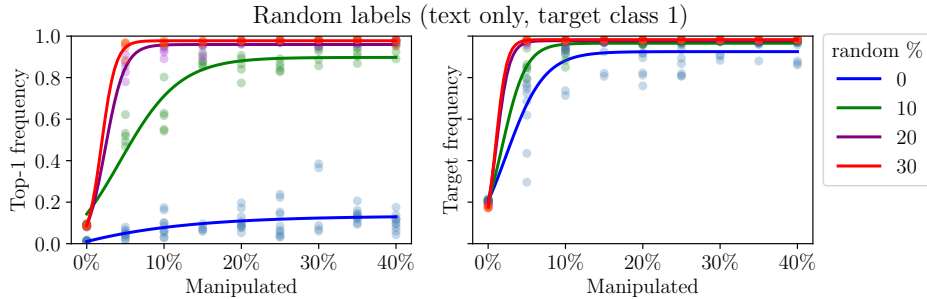 Random labels (text only, target class 1)
Top-1 frequency
1.0
0.8
0.6
0.4
0.2
0.0
0% 10% 20% 30% 40%
Manipulated
Target frequency
0% 10% 20% 30% 40%
Manipulated
random %
0
10
20
30